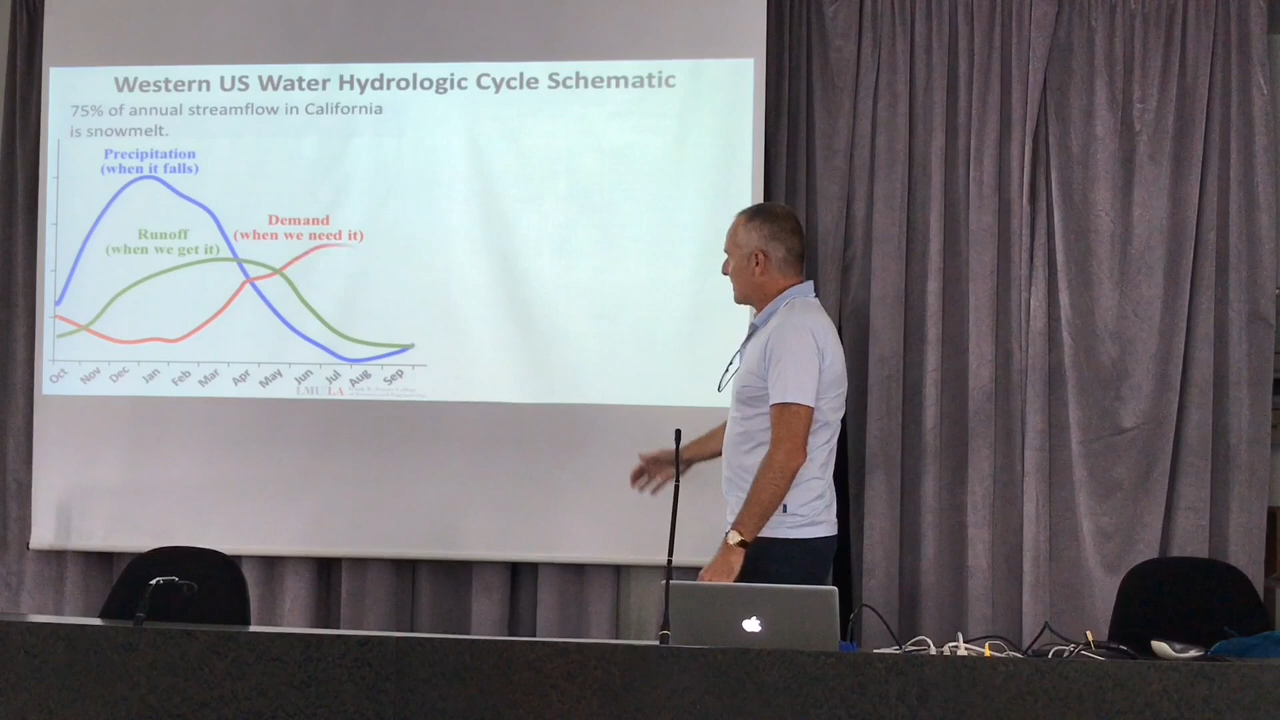 Western US Water Hydrologic Cycle Schematic
75% of annual streamflow in California
is snowmelt.
Precipitation
(when it falls)
Runoff
(when we get it)
Demand
(when we need it)
Oct Nov Dec Jan Feb Mar Apr May Jun Jul Aug Sep
LMU LA